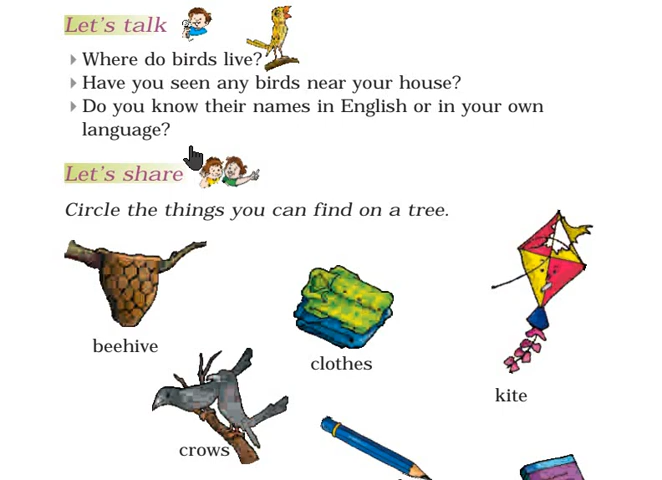 Let's talk
Where do birds live?
Have you seen any birds near your house?
Do you know their names in English or in your own
language?
Let's share
Circle the things you can find on a tree.
beehive
clothes
kite
crows